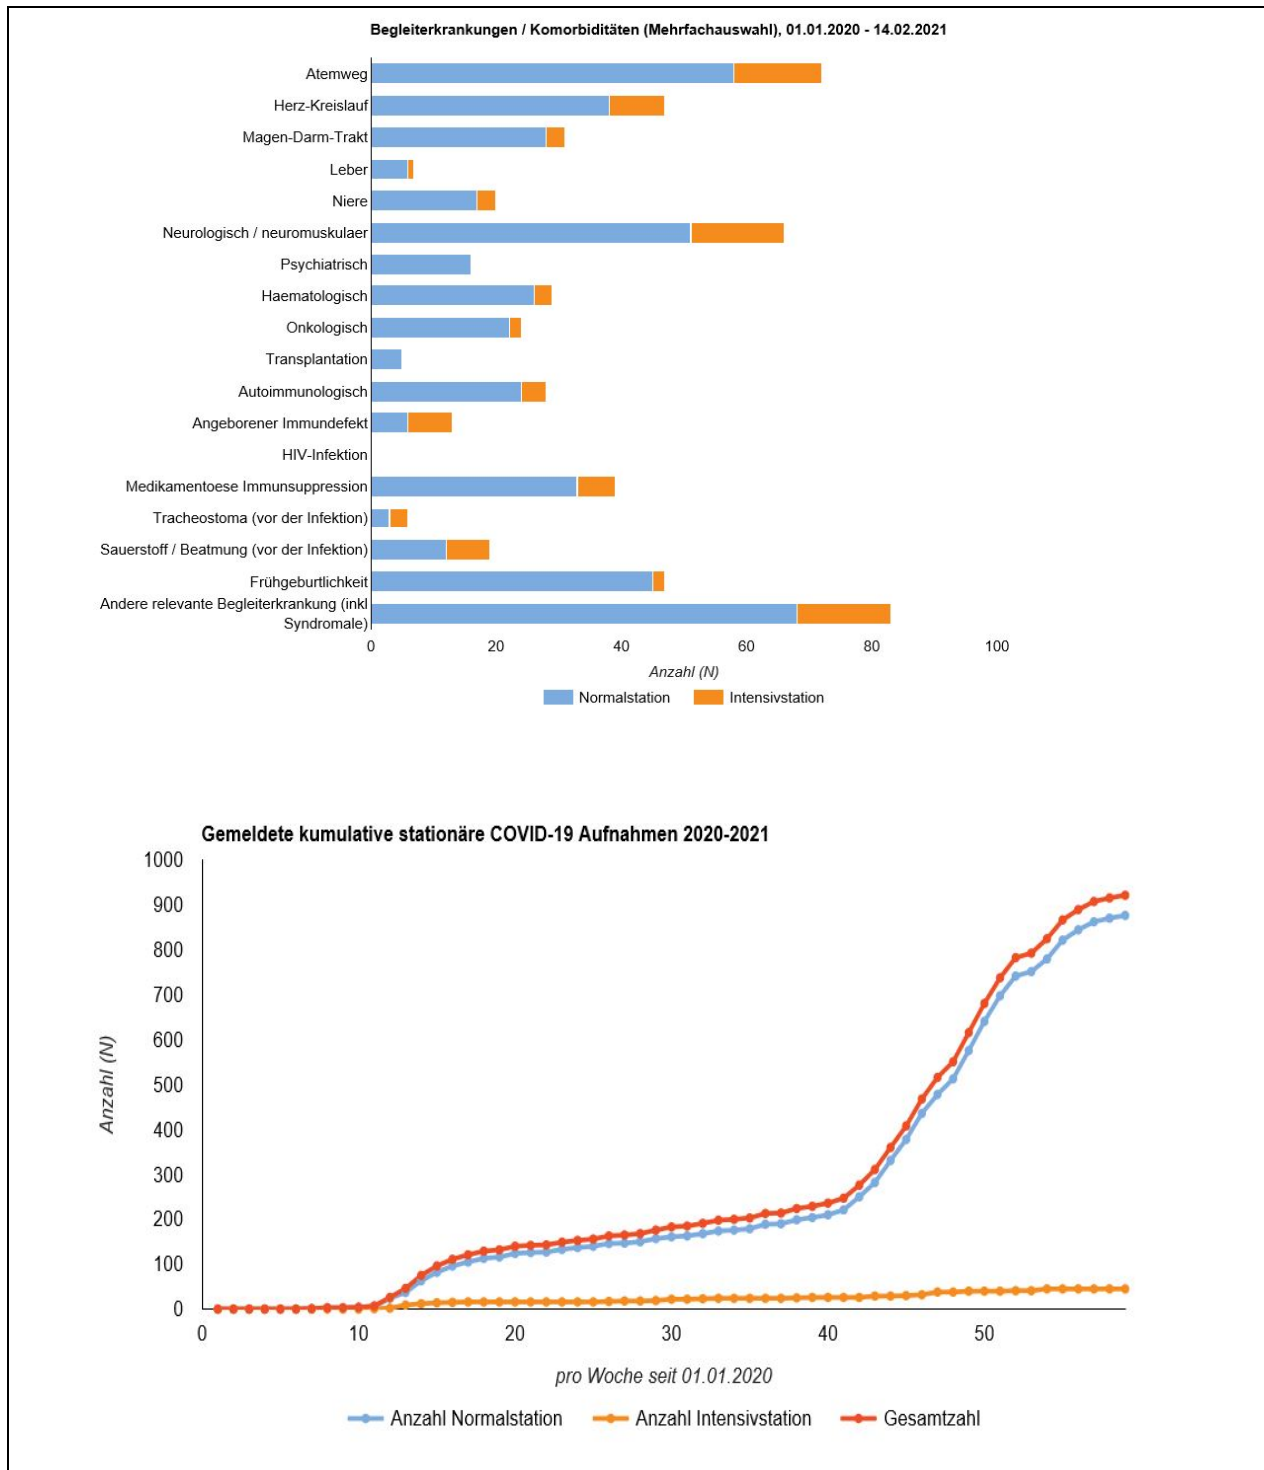 Begleiterkrankungen / Komorbiditäten (Mehrfachauswahl), 01.01.2020 - 14.02.2021
Atemweg
Herz-Kreislauf
Magen-Darm-Trakt
Leber
Niere
Neurologisch / neuromuskulaer
Psychiatrisch
Haematologisch
Onkologisch
Transplantation
Autoimmunologisch
Angeborener Immundefekt
HIV-Infektion
Medikamentoese Immunsuppression
Tracheostoma (vor der Infektion)
Sauerstoff / Beatmung (vor der Infektion)
Frühgeburtlichkeit
Andere relevante Begleiterkrankung (inkl
Syndromale)
0 20 40 60 80 100
Anzahl (N)
Normalstation Intensivstation
Gemeldete kumulative stationäre COVID-19 Aufnahmen 2020-2021
1000
900
800
700
600
500
400
300
200
100
0
Anzahl (N)
0 10 20 30 40 50
pro Woche seit 01.01.2020
Anzahl Normalstation Anzahl Intensivstation Gesamtzahl